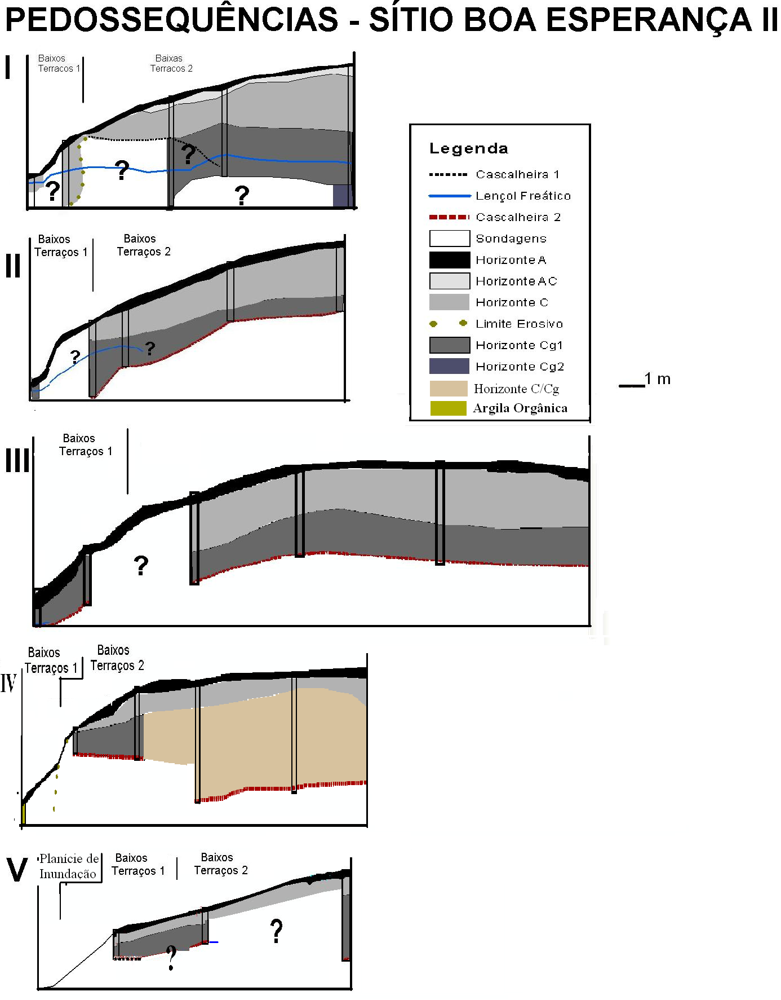 PEDOSSEQUÊNCIAS - SÍTIO BOA ESPERANÇA II
I
Baixos
Terracos 1
Baixas
Terracos 2
?
?
?
?
Legenda
Cascalheira 1
Lençol Freático
Cascalheira 2
Sondagens
Horizonte A
Horizonte AC
Horizonte C
Limite Erosivo
Horizonte Cg1
Horizonte Cg2
Horizonte C/Cg
Argila Orgânica
1 m
II
Baixos
Terraços 1
Baixos
Terraços 2
?
?
III
Baixos
Terraços 1
?
IV
Baixos
Terraços 1
Baixos
Terraços 2
V
Planície de
Inundação
Baixos
Terraços 1
Baixos
Terraços 2
?
?